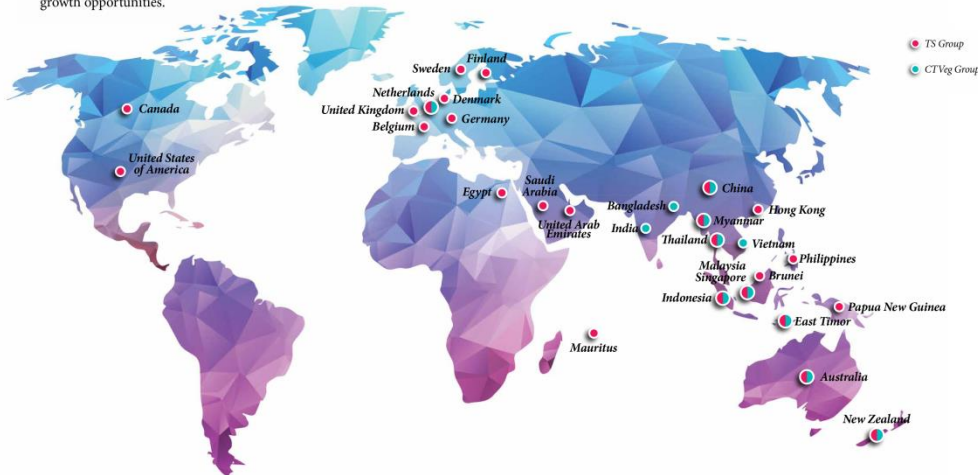 growth opportunities.
TS Group
CTVeg Group
Finland
Sweden
Netherlands
Denmark
United Kingdom
Germany
Belgium
Canada
United States
of America
Egypt
Saudi
Arabia
United Arab
Emirates
China
Bangladesh
Hong Kong
Myanmar
India
Thailand
Vietnam
Philippines
Malaysia
Singapore
Brunei
Indonesia
Papua New Guinea
East Timor
Mauritius
Australia
New Zealand